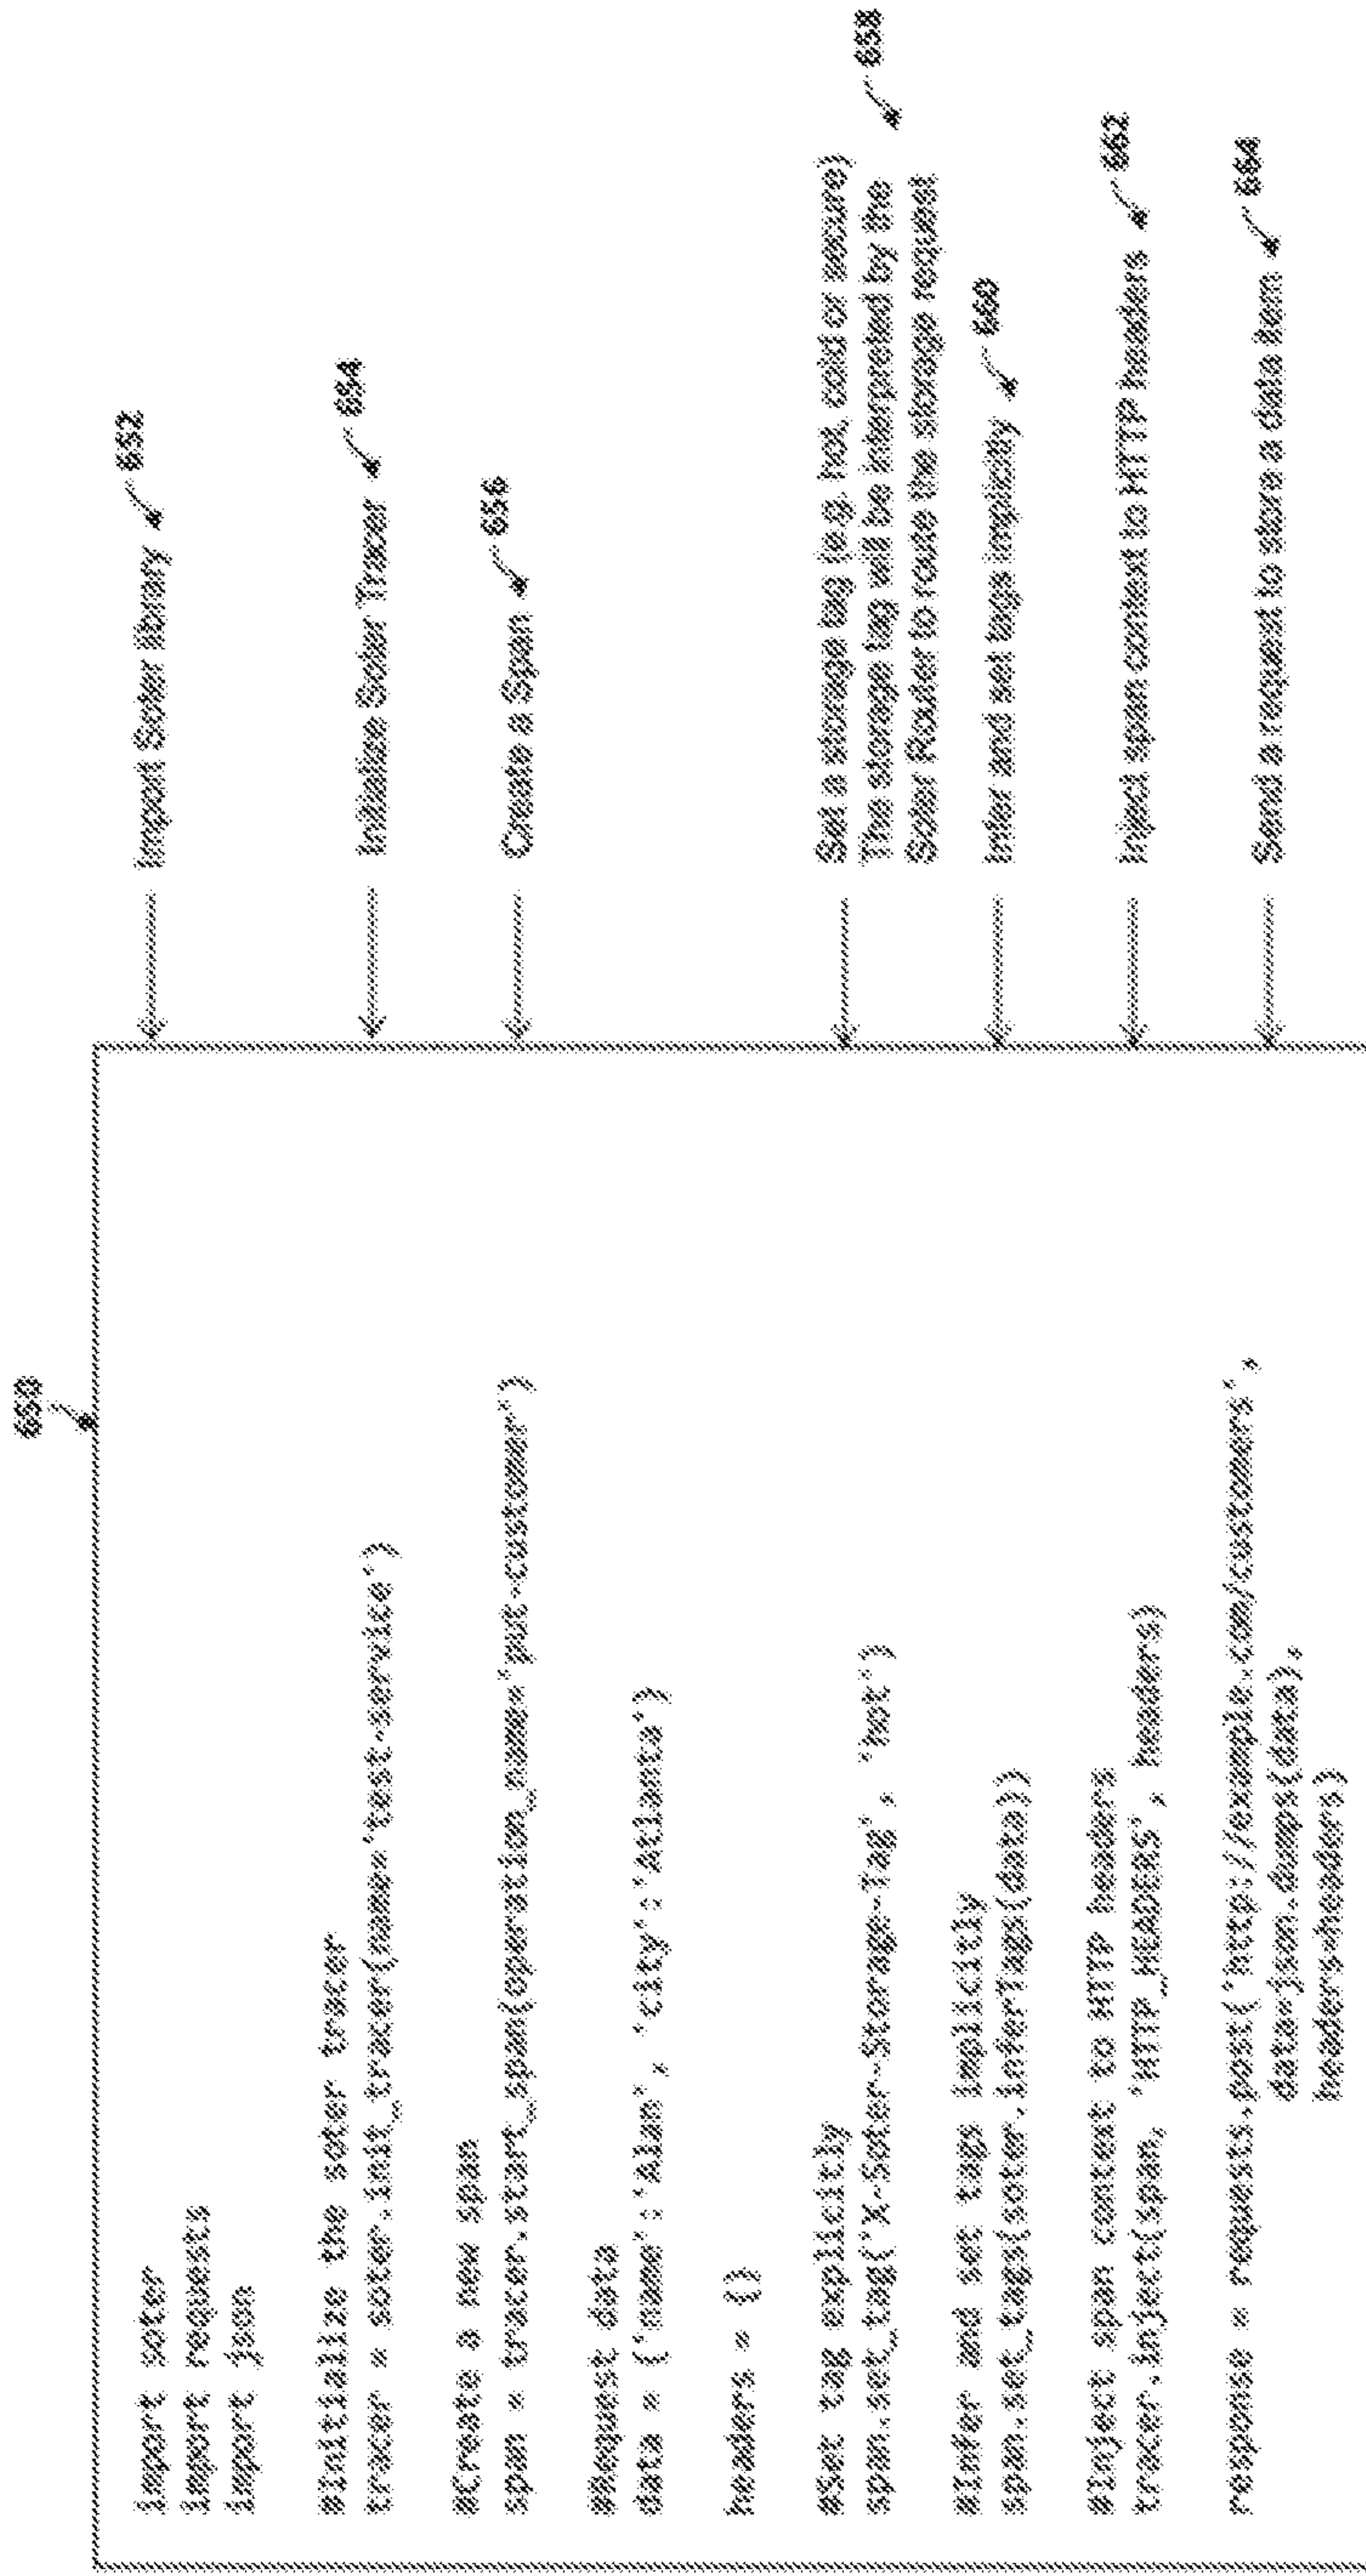 650
import soter
import requests
import json
#Initialize the soter tracer
tracer = soter.init_tracer(name='test-service')
#Create a new span
span = tracer.start_span(operation_name='put-customer')
#Request data
data = {'name':'Alan', 'city':'Atlanta'}
headers = {}
#Set tag explicitly
span.set_tag('X-Soter-Storage-Tag', 'hot')
#Infer and set tags implicitly
span.set_tags(soter.inferTags(data))
#Inject span context to HTTP headers
tracer.inject(span, 'HTTP_HEADERS', headers)
response = requests.post('http://example.com/customers',
data=json.dumps(data),
headers=headers)
Import Soter library 652
Initialize Soter Tracer 654
Create a Span 656
Set a storage tag (e.g. hot, cold or secure)
The storage tag will be interpreted by the 658
Soter Router to route the storage request
Infer and set tags implicitly 660
Inject span context to HTTP headers 662
Send a request to store a data item 664